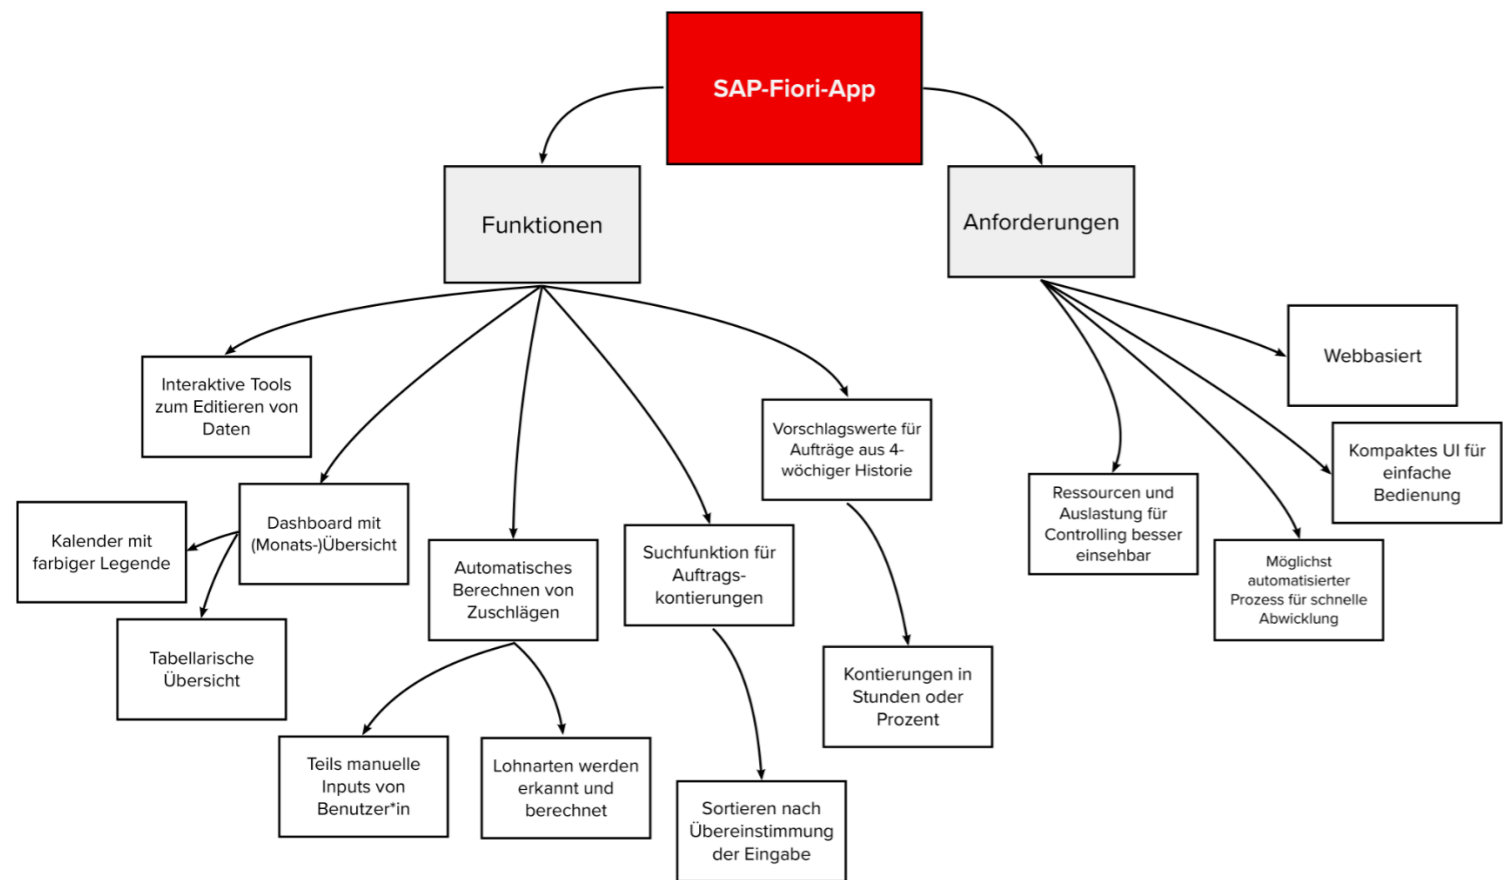 SAP-Fiori-App
Funktionen
Anforderungen
Interaktive Tools
zum Editieren von
Daten
Dashboard mit
(Monats-)Übersicht
Kalender mit
farbiger Legende
Tabellarische
Übersicht
Automatisches
Berechnen von
Zuschlägen
Teils manuelle
Inputs von
Benutzer*in
Lohnarten werden
erkannt und
berechnet
Suchfunktion für
Auftrags-
kontierungen
Sortieren nach
Übereinstimmung
der Eingabe
Vorschlagswerte für
Aufträge aus 4-
wöchiger Historie
Kontierungen in
Stunden oder
Prozent
Ressourcen und
Auslastung für
Controlling besser
einsehbar
Möglichst
automatisierter
Prozess für schnelle
Abwicklung
Kompaktes UI für
einfache
Bedienung
Webbasiert